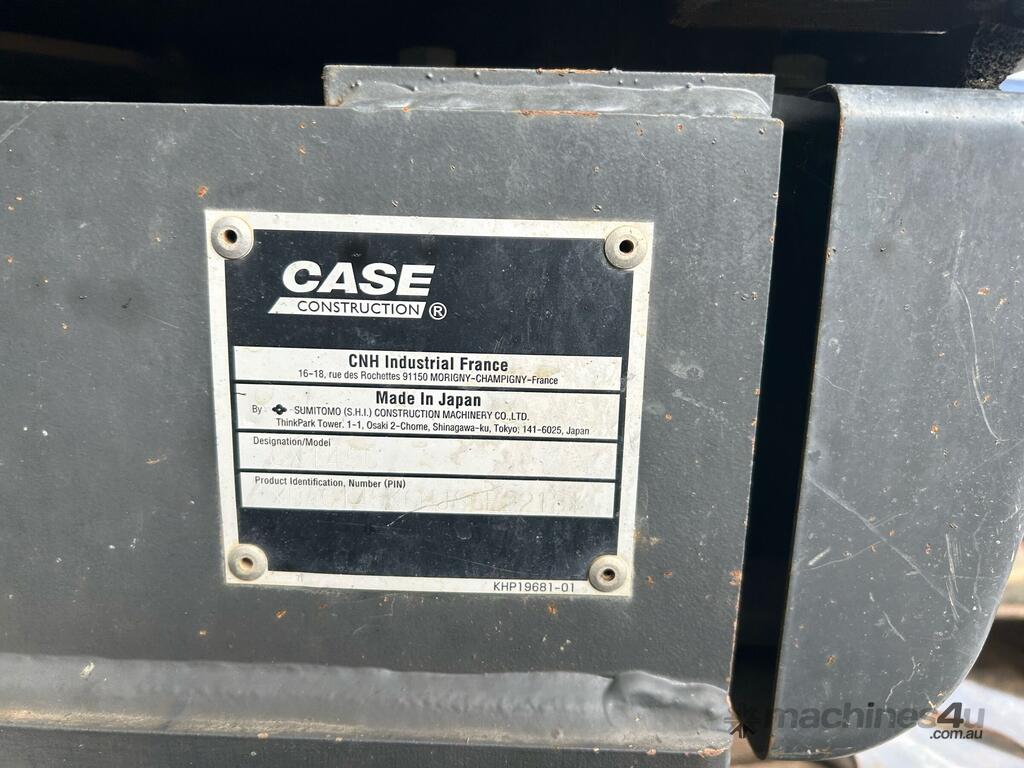 CASE
CONSTRUCTION ®
CNH Industrial France
16-18, rue des Rochettes 91150 MORIGNY-CHAMPIGNY-France
Made In Japan
By SUMITOMO (S.H.I.) CONSTRUCTION MACHINERY CO.,LTD.
ThinkPark Tower. 1-1, Osaki 2-Chome, Shinagawa-ku, Tokyo, 141-6025, Japan
Designation/Model
Product Identification, Number (PIN)
KHP19681-01
machines4u
.com.au